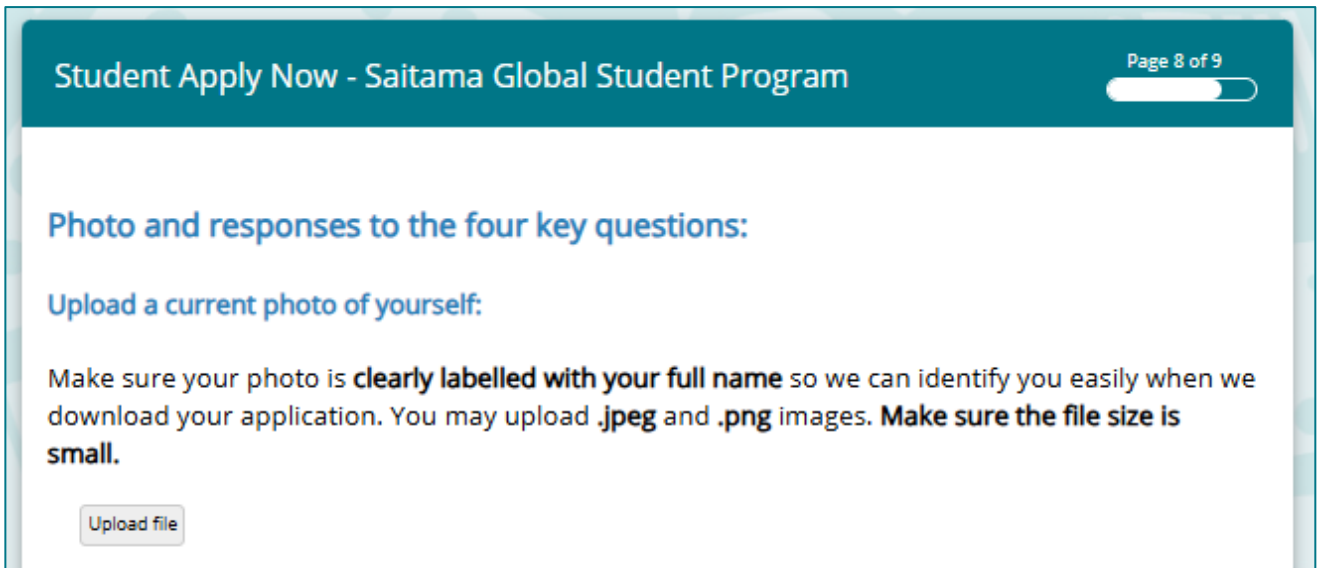 Student Apply Now - Saitama Global Student Program
Page 8 of 9
Photo and responses to the four key questions:
Upload a current photo of yourself:
Make sure your photo is clearly labelled with your full name so we can identify you easily when we
download your application. You may upload .jpeg and .png images. Make sure the file size is
small.
Upload file